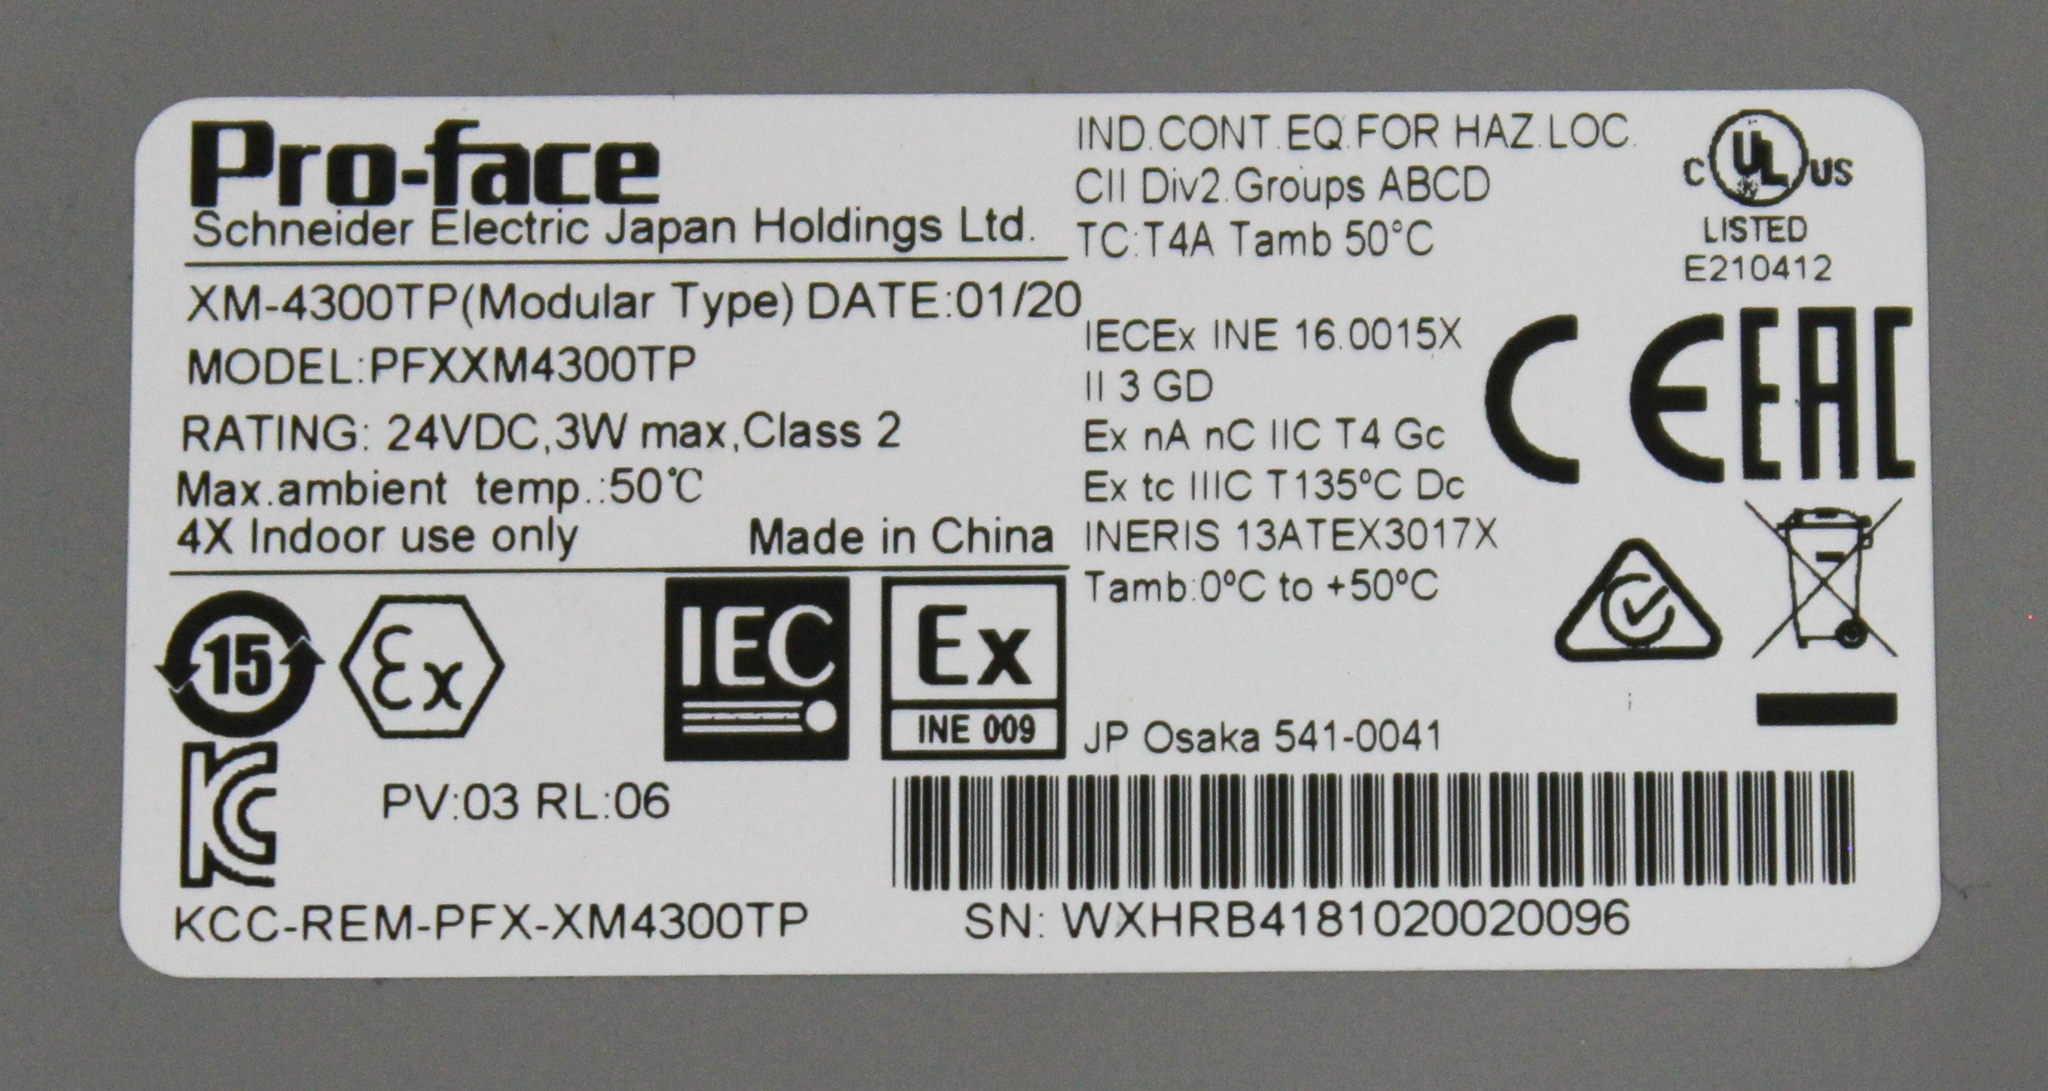 Pro-face
Schneider Electric Japan Holdings Ltd.
XM-4300TP(Modular Type) DATE:01/20
MODEL:PFXXM4300TP
RATING: 24VDC,3W max,Class 2
Max.ambient temp.:50℃
4X Indoor use only Made in China
15
Ex
IEC
Ex
INE 009
KC
PV:03 RL:06
KCC-REM-PFX-XM4300TP
IND.CONT.EQ.FOR HAZ.LOC.
CII Div2.Groups ABCD
TC:T4A Tamb 50°C
C UL US
LISTED
E210412
IECEx INE 16.0015X
II 3 GD
Ex nA nC IIC T4 Gc
Ex tc IIIC T135ºC Dc
INERIS 13ATEX3017X
Tamb:0ºC to +50ºC
CE EAC
JP Osaka 541-0041
SN: WXHRB4181020020096